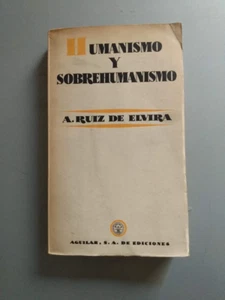 HUMANISMO
Y
SOBREHUMANISMO
A. RUIZ DE ELVIRA
AGUILAR, S. A. DE EDICIONES